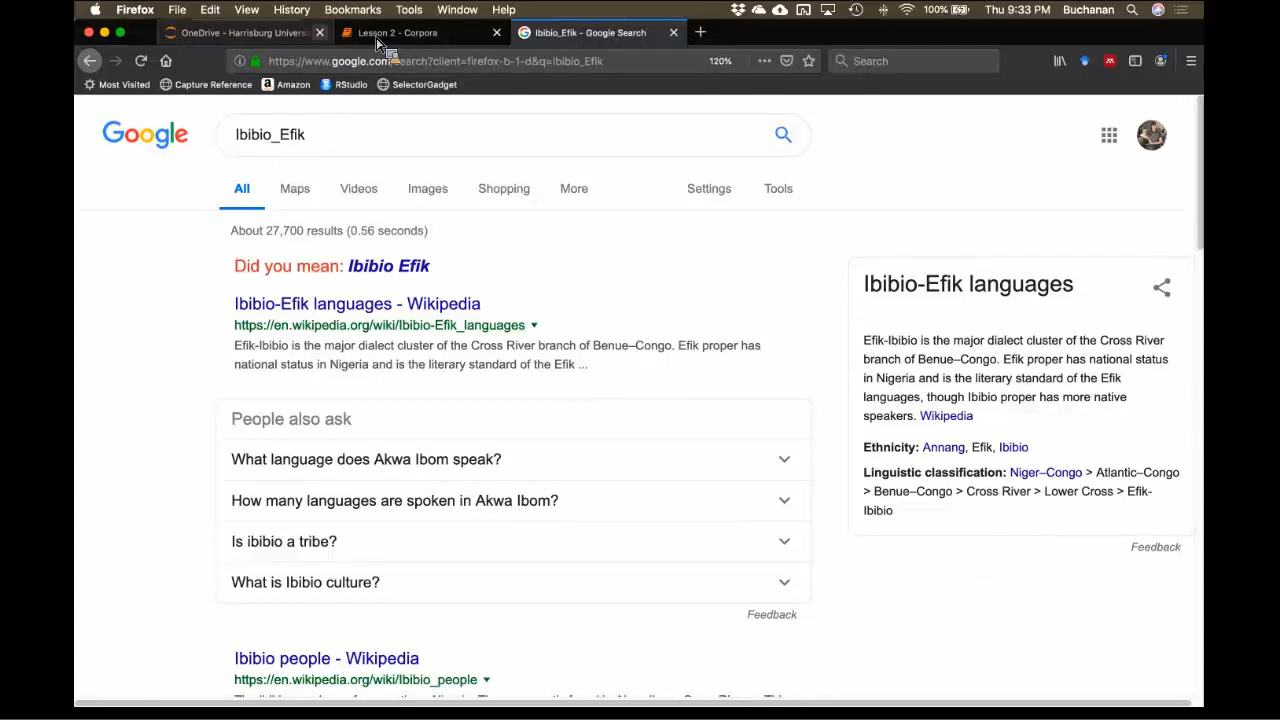 Firefox File Edit View History Bookmarks Tools Window Help 100% Thu 9:33 PM Buchanan
OneDrive - Harrisburg Universi Lesson 2 - Corpora Ibibio_Efik - Google Search
https://www.google.com search?client=firefox-b-1-d&q=Ibibio_Efik 120% Search
Most Visited Capture Reference Amazon RStudio SelectorGadget
Google Ibibio_Efik
All Maps Videos Images Shopping More Settings Tools
About 27,700 results (0.56 seconds)
Did you mean: Ibibio Efik
Ibibio-Efik languages - Wikipedia
https://en.wikipedia.org/wiki/Ibibio-Efik_languages
Efik-Ibibio is the major dialect cluster of the Cross River branch of Benue–Congo. Efik proper has
national status in Nigeria and is the literary standard of the Efik ...
People also ask
What language does Akwa Ibom speak?
How many languages are spoken in Akwa Ibom?
Is ibibio a tribe?
What is Ibibio culture?
Feedback
Ibibio people - Wikipedia
https://en.wikipedia.org/wiki/Ibibio_people
Ibibio-Efik languages
Efik-Ibibio is the major dialect cluster of the Cross River
branch of Benue–Congo. Efik proper has national status
in Nigeria and is the literary standard of the Efik
languages, though Ibibio proper has more native
speakers. Wikipedia
Ethnicity: Annang, Efik, Ibibio
Linguistic classification: Niger–Congo > Atlantic–Congo
> Benue–Congo > Cross River > Lower Cross > Efik-
Ibibio
Feedback